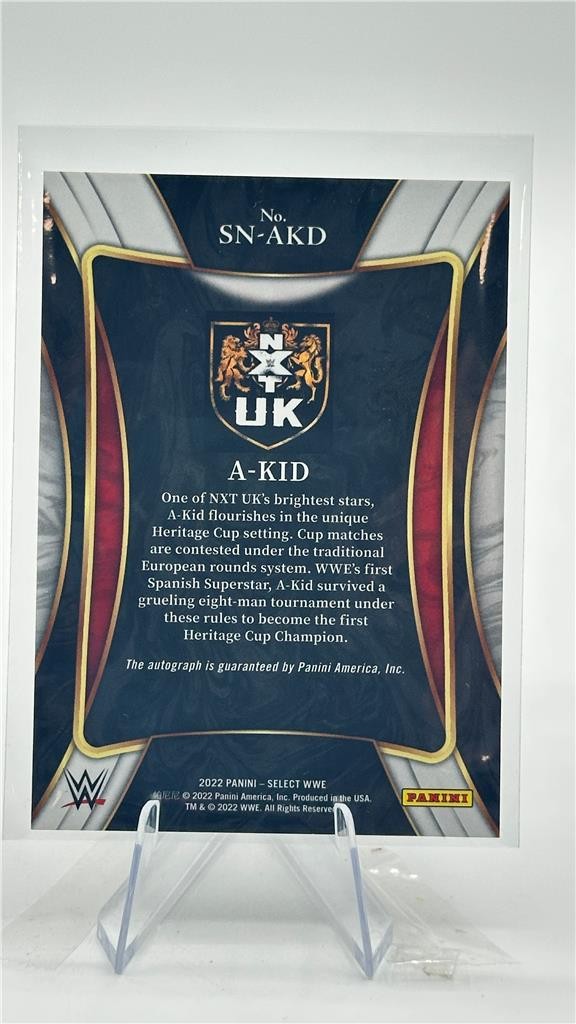 No.
SN-AKD
NXT
UK
A-KID
One of NXT UK's brightest stars,
A-Kid flourishes in the unique
Heritage Cup setting. Cup matches
are contested under the traditional
European rounds system. WWE's first
Spanish Superstar, A-Kid survived a
grueling eight-man tournament under
these rules to become the first
Heritage Cup Champion.
The autograph is guaranteed by Panini America, Inc.
2022 PANINI – SELECT WWE
帕尼尼 © 2022 Panini America, Inc. Produced in the USA.
TM & © 2022 WWE. All Rights Reserved
W
PANINI